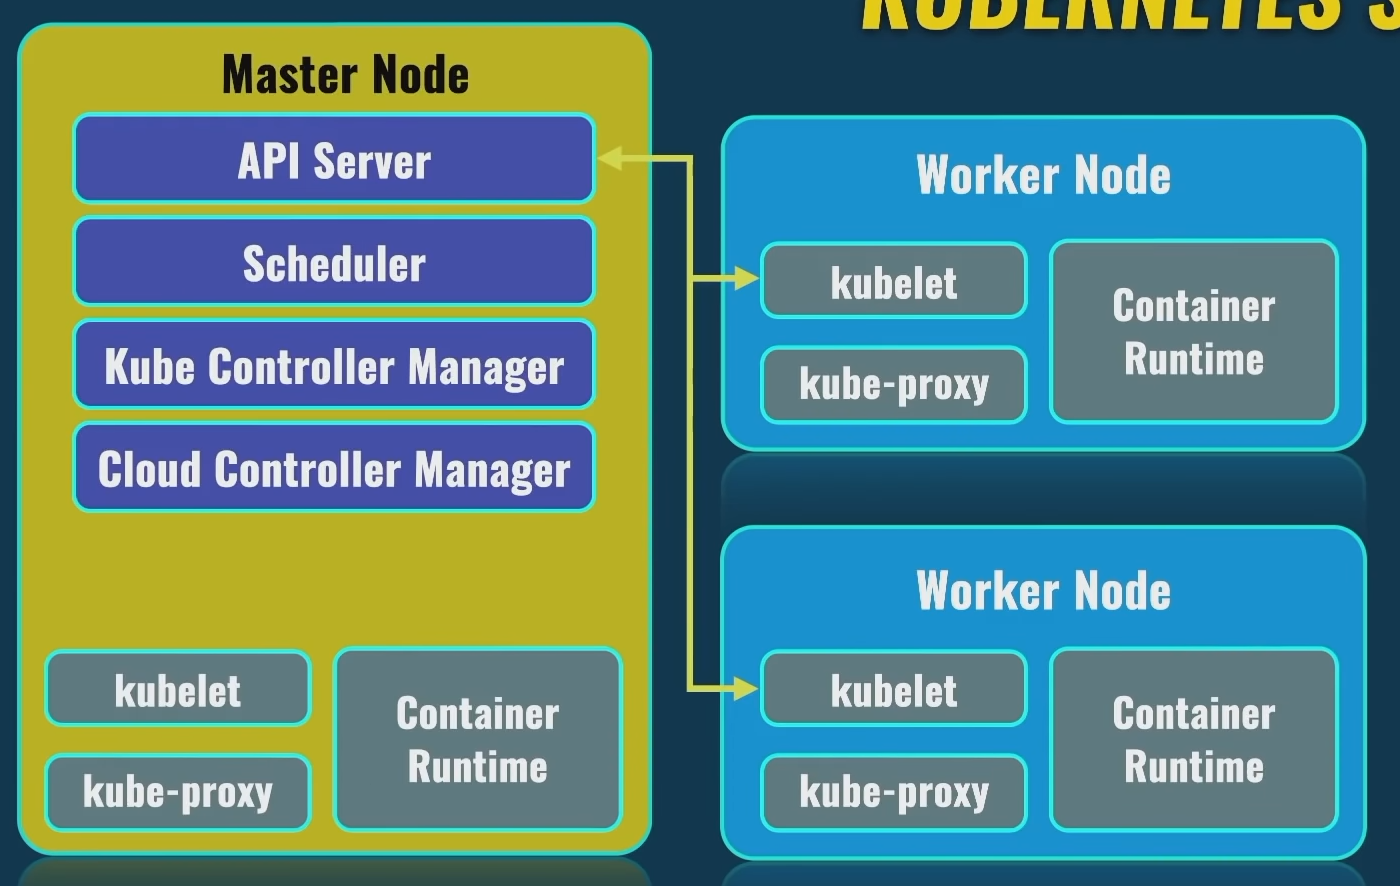 KUBERNETES
Master Node
API Server
Scheduler
Kube Controller Manager
Cloud Controller Manager
kubelet
kube-proxy
Container
Runtime
Worker Node
kubelet
kube-proxy
Container
Runtime
Worker Node
kubelet
kube-proxy
Container
Runtime